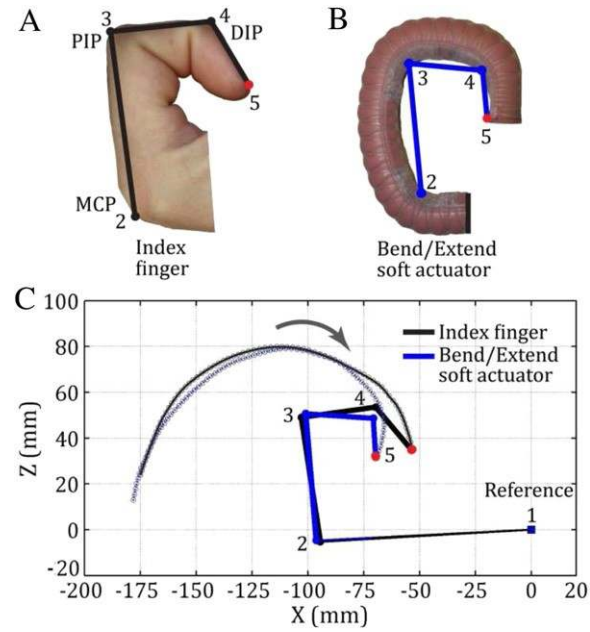 A
3
PIP
4
DIP
5
MCP
2
Index
finger
B
3
4
5
2
Bend/Extend
soft actuator
C
100
80
60
40
20
0
-20
Z (mm)
Index finger
Bend/Extend
soft actuator
3
4
5
2
Reference
1
-200 -175 -150 -125 -100 -75 -50 -25 0 20
X (mm)